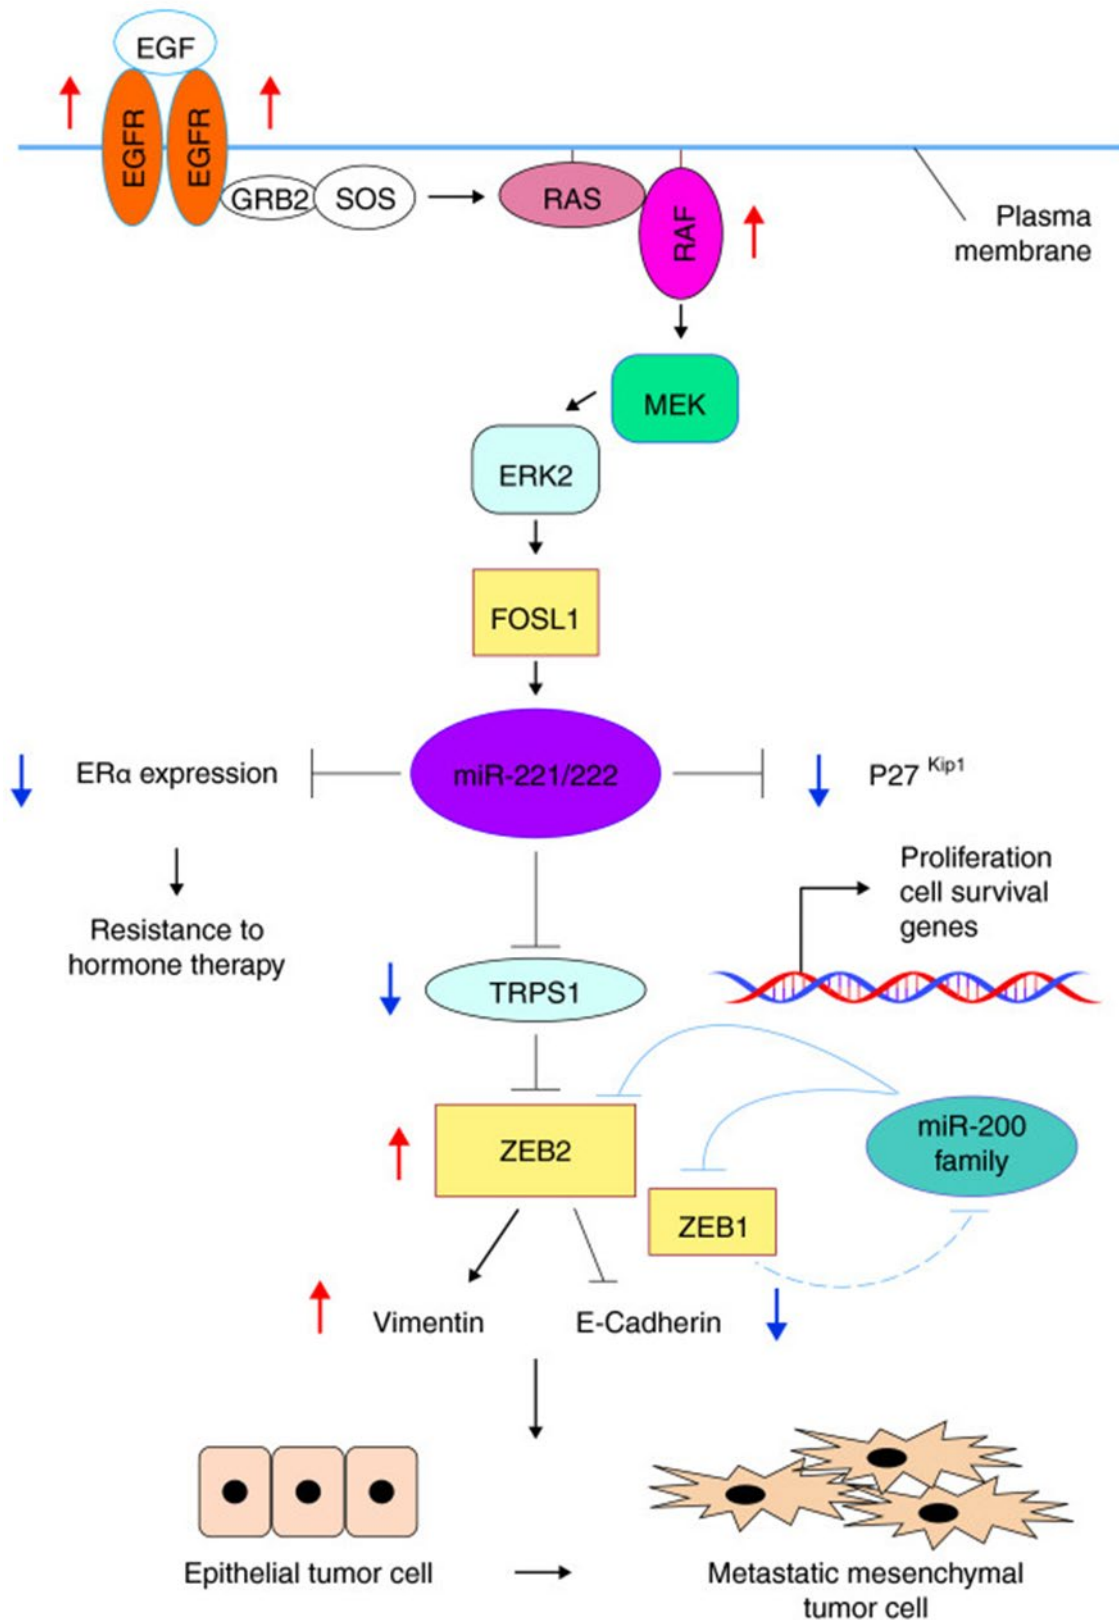 EGF
EGFR
EGFR
GRB2
SOS
RAS
RAF
Plasma
membrane
MEK
ERK2
FOSL1
ERα expression
miR-221/222
P27 Kip1
Proliferation
cell survival
genes
Resistance to
hormone therapy
TRPS1
ZEB2
miR-200
family
ZEB1
Vimentin
E-Cadherin
Epithelial tumor cell
Metastatic mesenchymal
tumor cell